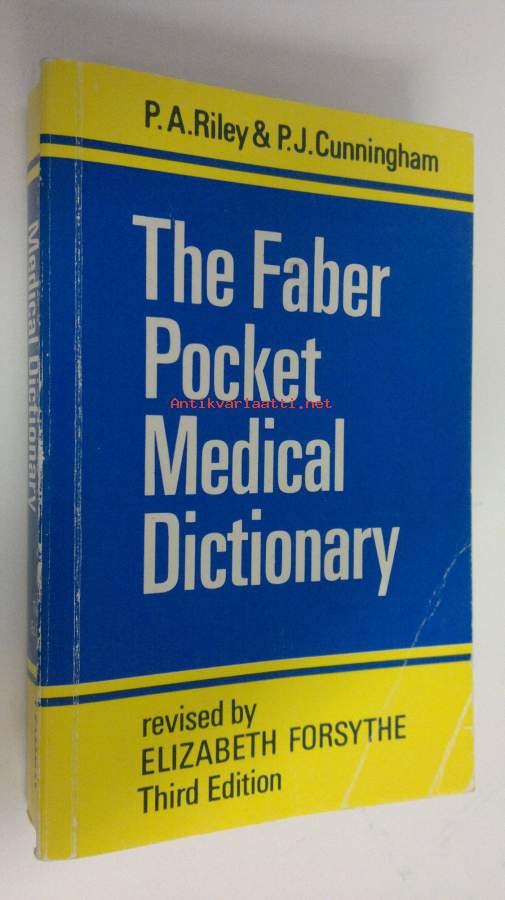 P.A.Riley & P.J.Cunningham
The Faber
Pocket
Antikvariaatti.net
Medical
Dictionary
revised by
ELIZABETH FORSYTHE
Third Edition
Medical Dictionary